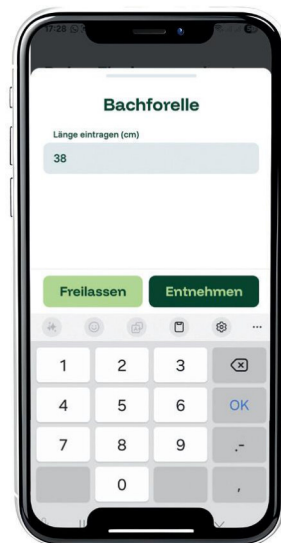 17:28
Bachforelle
Länge eintragen (cm)
38
Freilassen
Entnehmen
1 2 3
4 5 6 OK
7 8 9 .-
0 ,